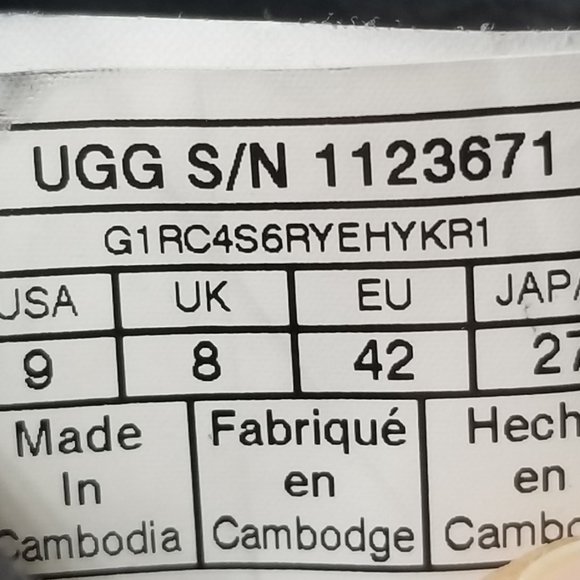 UGG S/N 1123671
G1RC4S6RYEHYKR1
USA UK EU JAPA
9 8 42 27
Made Fabriqué Hech
In en en
Cambodia Cambodge Cambo